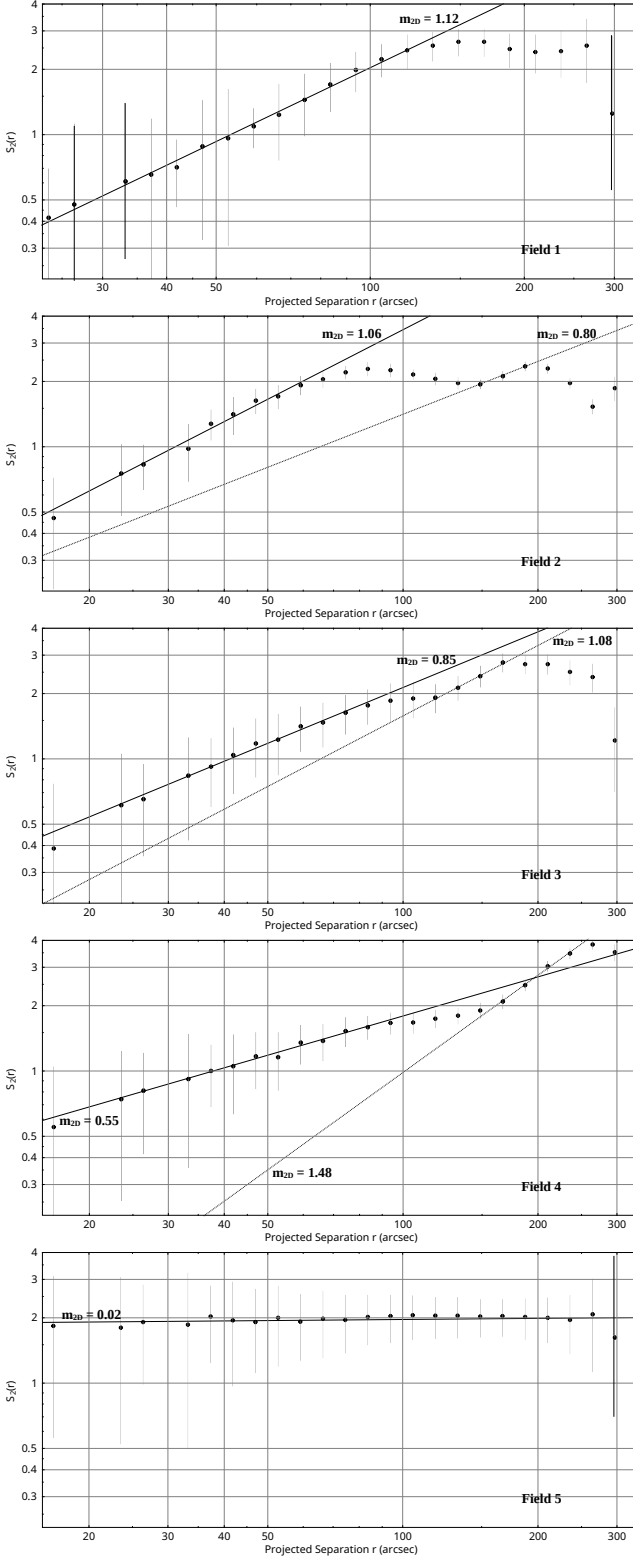 4
m2D = 1.12
3
2
1
S2(r)
0.5
0.4
0.3
Field 1
30 40 50 100 200 300
Projected Separation r (arcsec)
4
m2D = 1.06 m2D = 0.80
3
2
1
S2(r)
0.5
0.4
0.3
Field 2
20 30 40 50 100 200 300
Projected Separation r (arcsec)
4
m2D = 1.08
3
m2D = 0.85
2
1
S2(r)
0.5
0.4
0.3
Field 3
20 30 40 50 100 200 300
Projected Separation r (arcsec)
4
3
2
1
S2(r)
m2D = 0.55
0.5
0.4
m2D = 1.48
0.3
Field 4
20 30 40 50 100 200 300
Projected Separation r (arcsec)
4
3
m2D = 0.02
2
1
S2(r)
0.5
0.4
0.3
Field 5
20 30 40 50 100 200 300
Projected Separation r (arcsec)